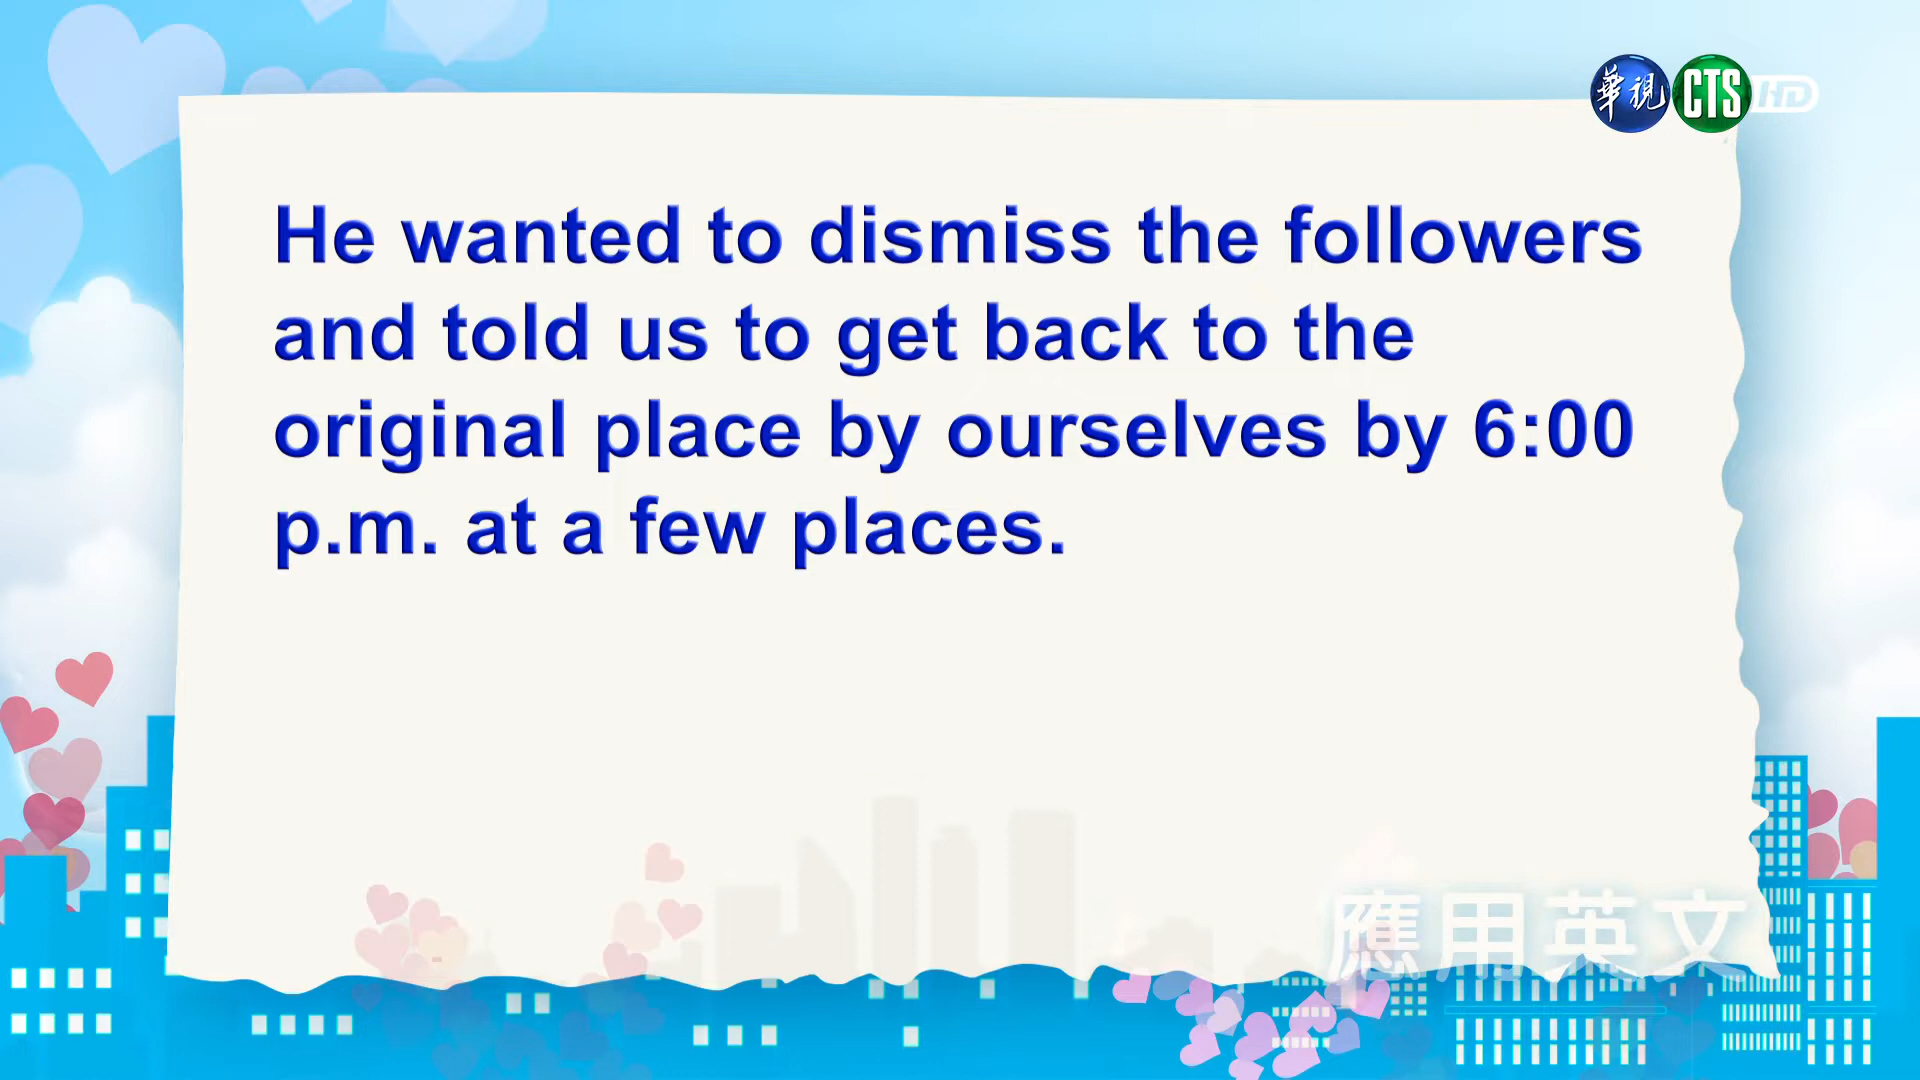 華視 CTS HD
He wanted to dismiss the followers
and told us to get back to the
original place by ourselves by 6:00
p.m. at a few places.
應用英文